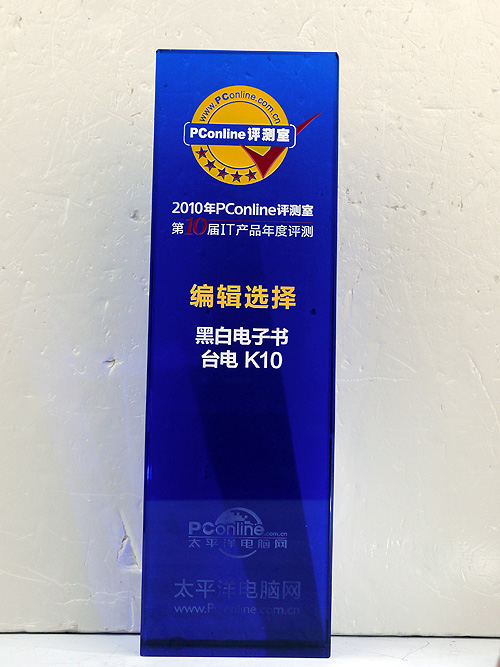 www.PConline.com.cn
PConline评测室
2010年PConline评测室
第10届IT产品年度评测
编辑选择
黑白电子书
台电 K10
PConline.com.cn
太平洋电脑网
太平洋电脑网
www.PConline.com.cn